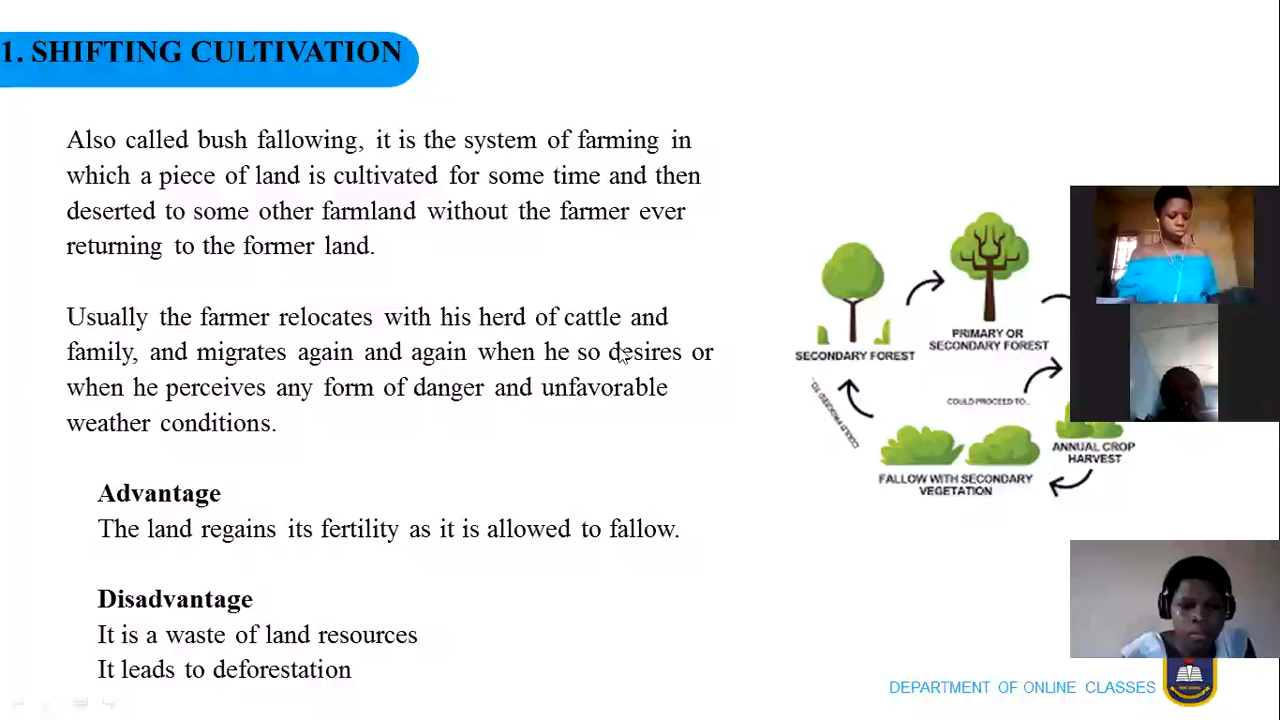 1. SHIFTING CULTIVATION
Also called bush fallowing, it is the system of farming in
which a piece of land is cultivated for some time and then
deserted to some other farmland without the farmer ever
returning to the former land.
Usually the farmer relocates with his herd of cattle and
family, and migrates again and again when he so desires or
when he perceives any form of danger and unfavorable
weather conditions.
Advantage
The land regains its fertility as it is allowed to fallow.
Disadvantage
It is a waste of land resources
It leads to deforestation
SECONDARY FOREST
PRIMARY OR
SECONDARY FOREST
COULD PROCEED TO...
COULD PROCEED TO...
ANNUAL CROP
HARVEST
FALLOW WITH SECONDARY
VEGETATION
DEPARTMENT OF ONLINE CLASSES